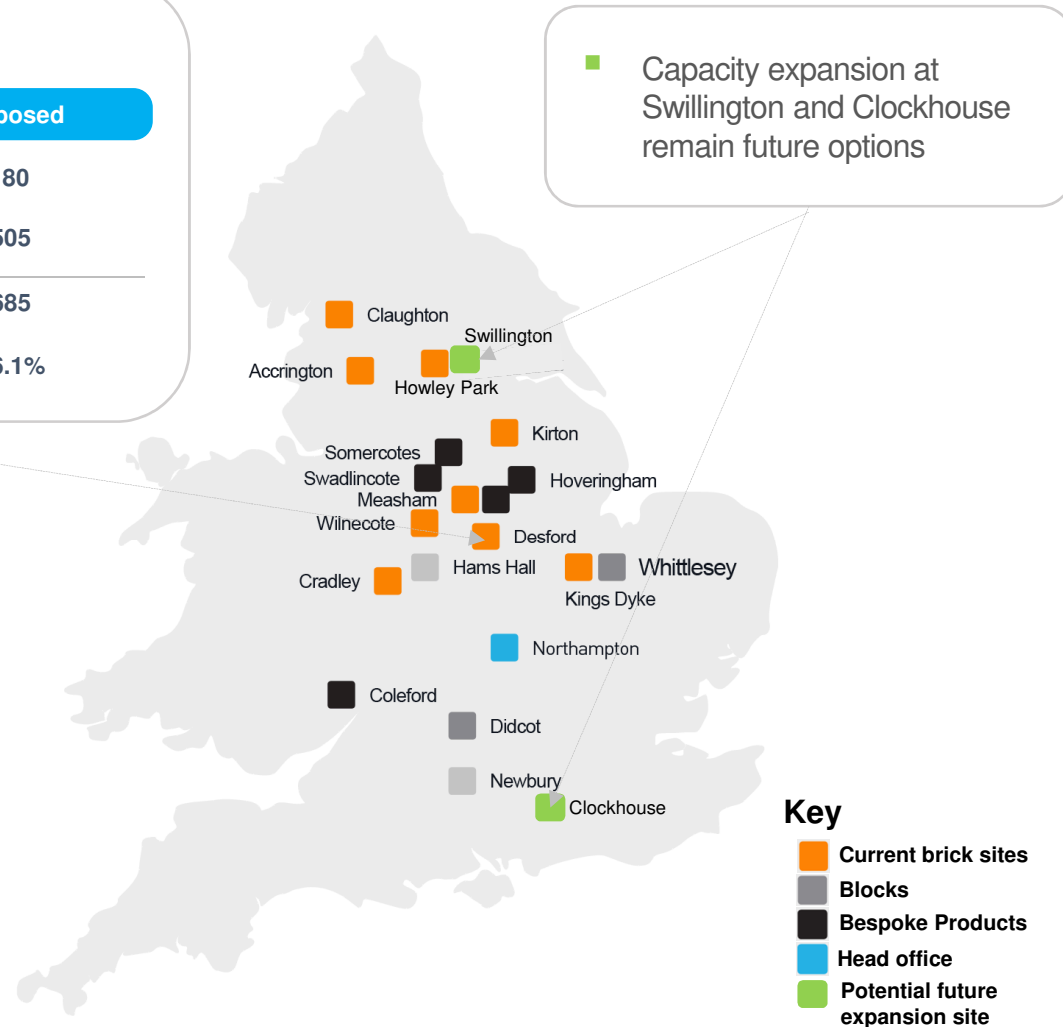 posed
80
505
685
6.1%
Capacity expansion at
Swillington and Clockhouse
remain future options
Claughton
Swillington
Accrington
Howley Park
Kirton
Somercotes
Swadlincote
Hoveringham
Measham
Wilnecote
Desford
Hams Hall
Whittlesey
Cradley
Kings Dyke
Northampton
Coleford
Didcot
Newbury
Clockhouse
Key
Current brick sites
Blocks
Bespoke Products
Head office
Potential future
expansion site